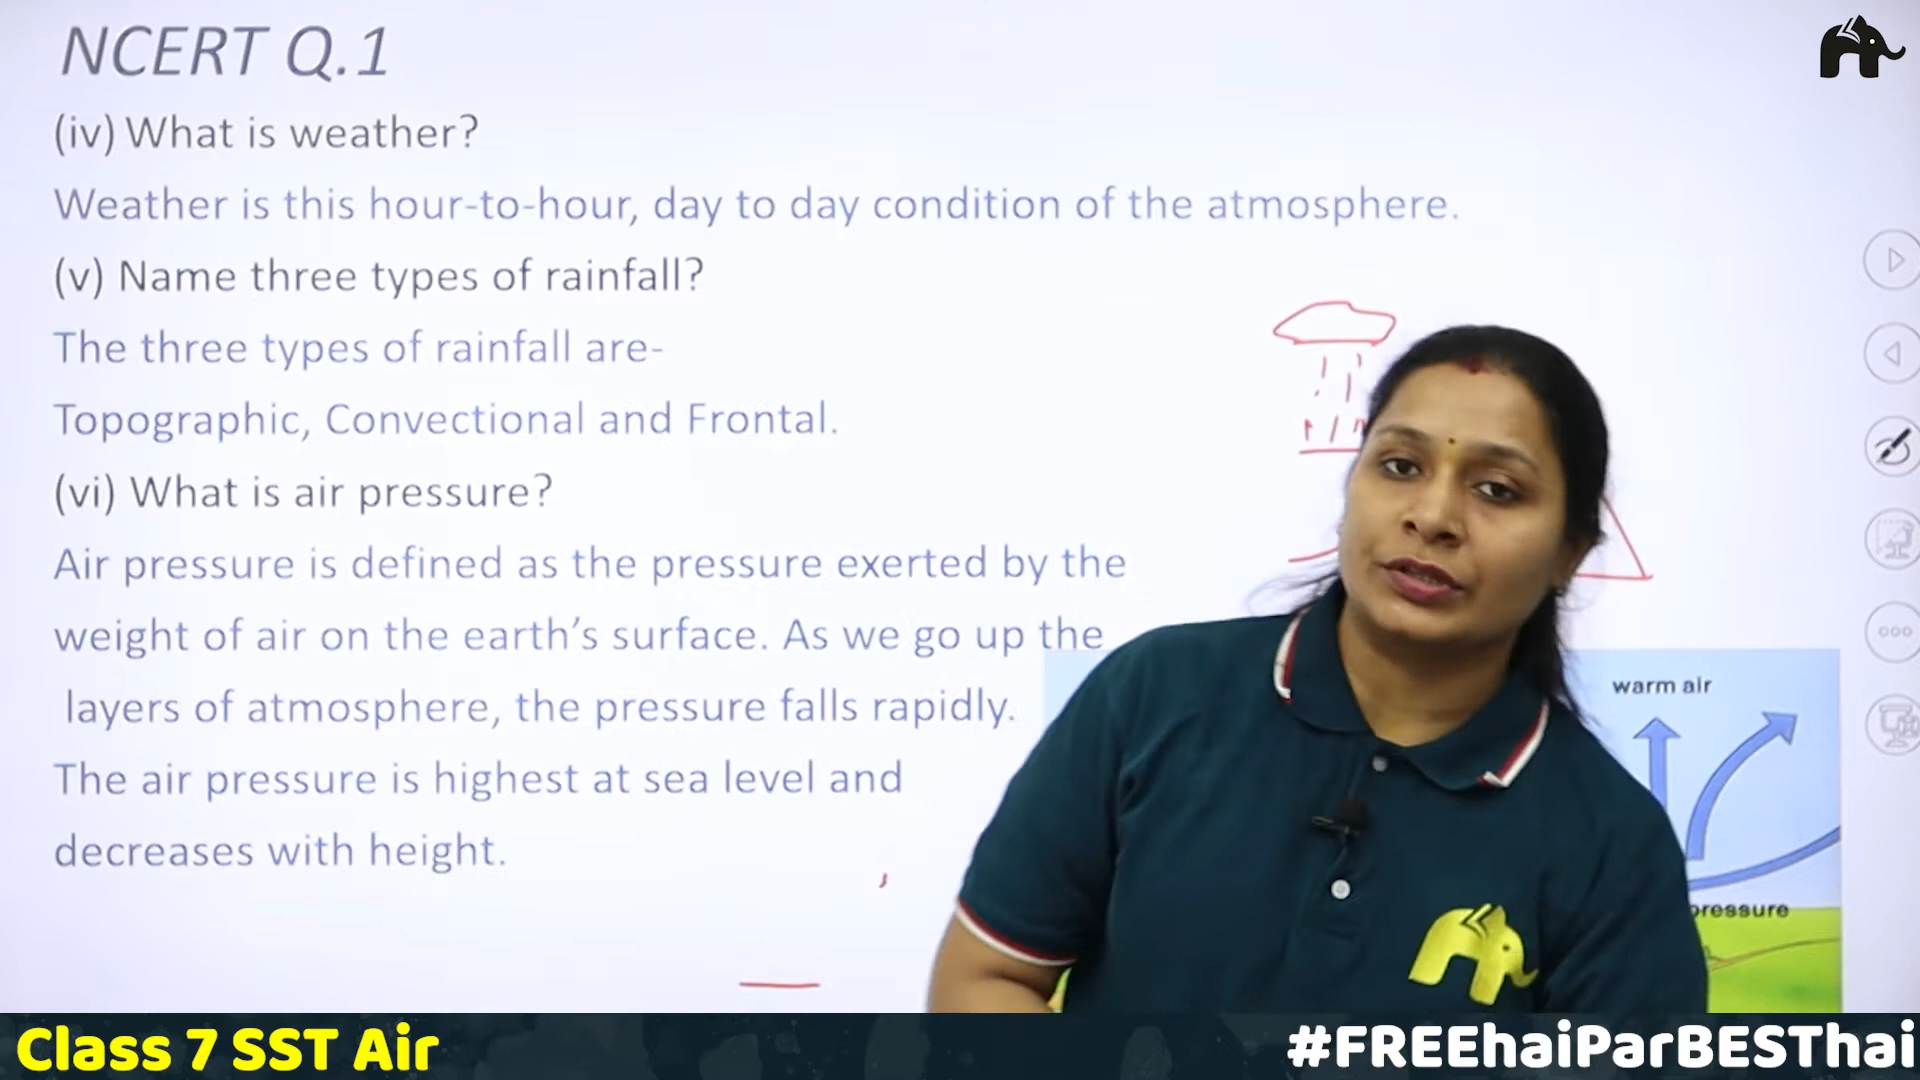 NCERT Q.1
(iv) What is weather?
Weather is this hour-to-hour, day to day condition of the atmosphere.
(v) Name three types of rainfall?
The three types of rainfall are-
Topographic, Convectional and Frontal.
(vi) What is air pressure?
Air pressure is defined as the pressure exerted by the
weight of air on the earth's surface. As we go up the
layers of atmosphere, the pressure falls rapidly.
The air pressure is highest at sea level and
decreases with height.
warm air
pressure
Class 7 SST Air
#FREEhaiParBESThai